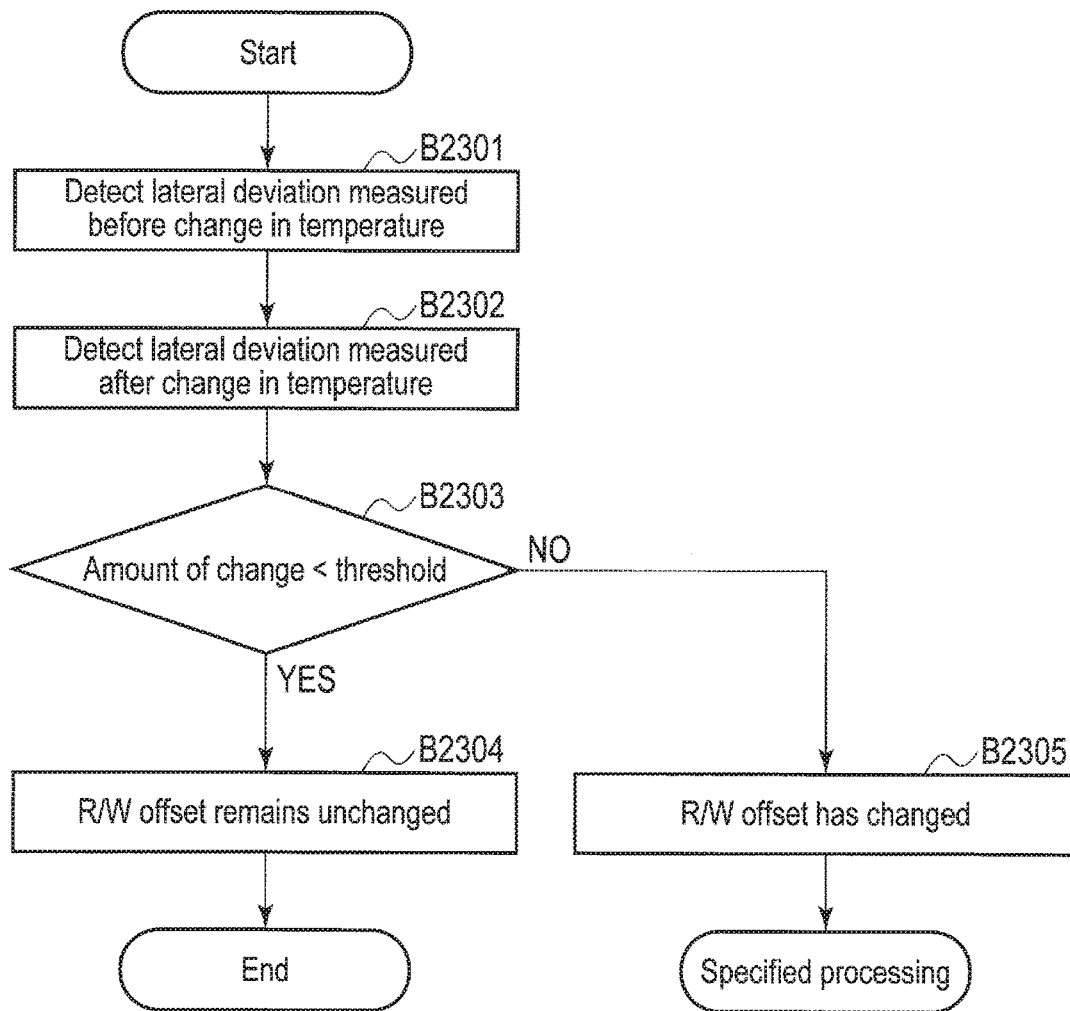 Start
B2301
Detect lateral deviation measured
before change in temperature
B2302
Detect lateral deviation measured
after change in temperature
B2303
Amount of change < threshold
NO
YES
B2304
R/W offset remains unchanged
B2305
R/W offset has changed
End
Specified processing